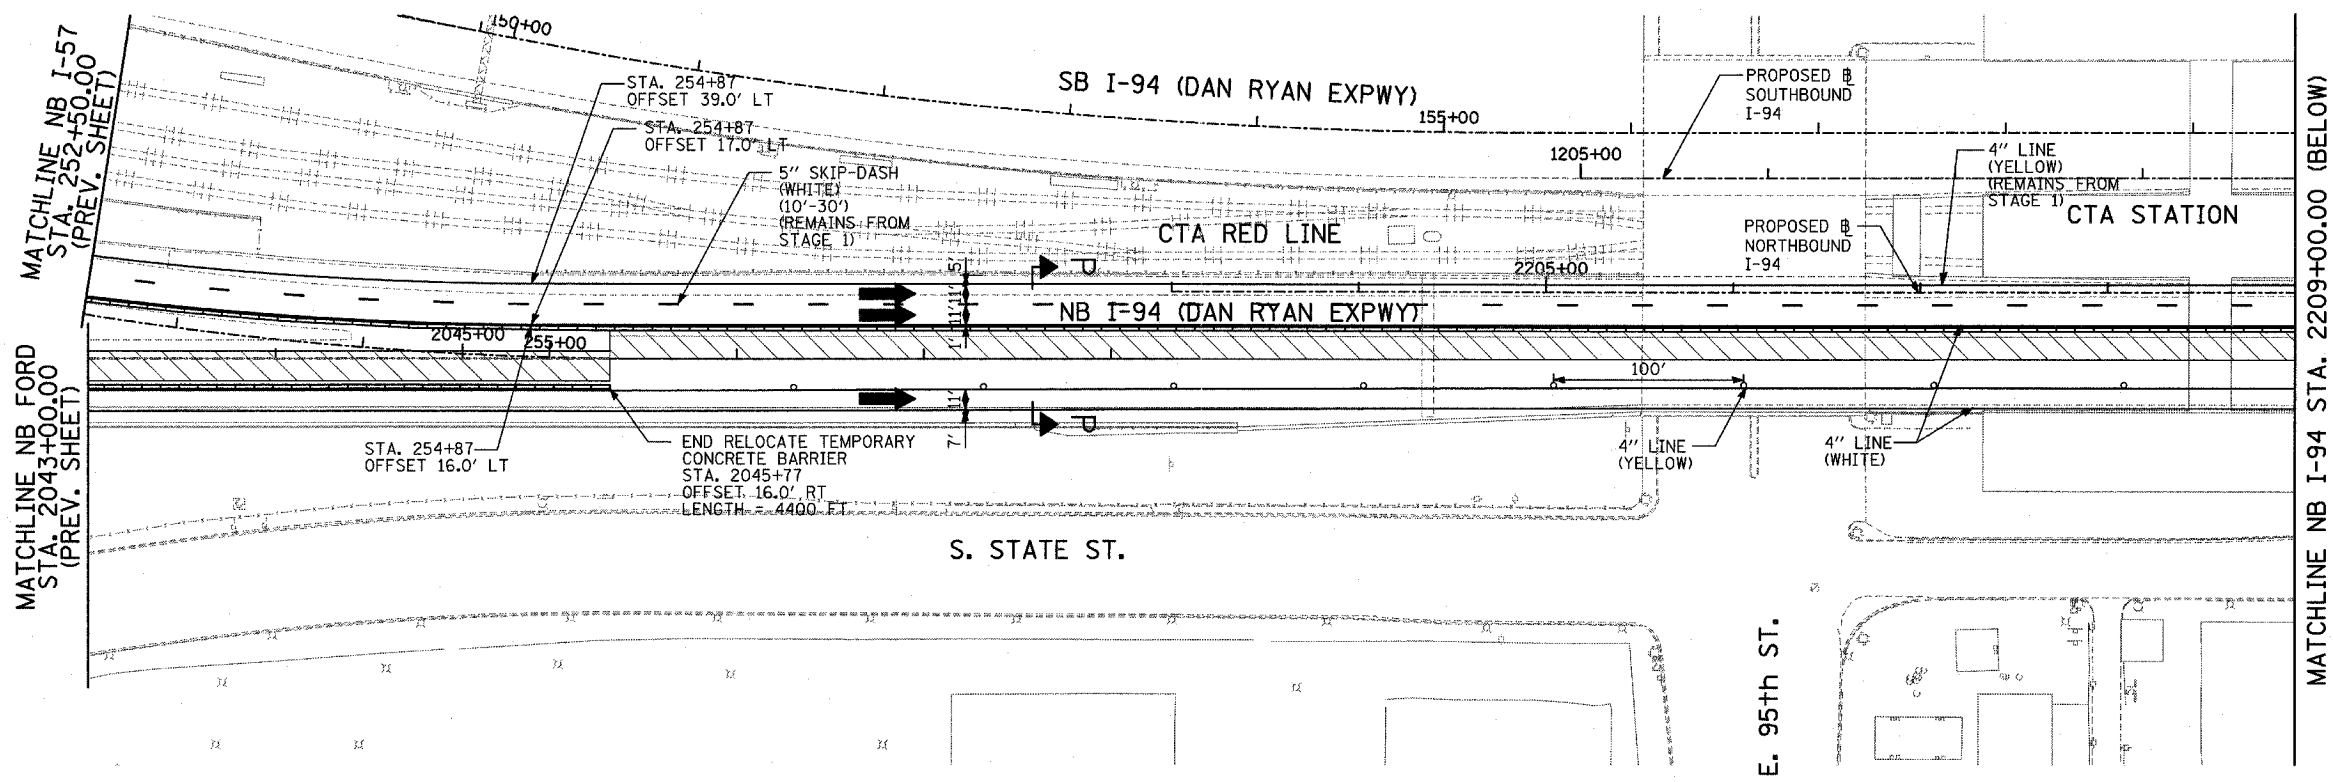 MATCHLINE NB I-57
STA. 252+50.00
(PREV. SHEET)
MATCHLINE NB FORD
STA. 2043+00.00
(PREV. SHEET)
150+00
STA. 254+87
OFFSET 39.0' LT
STA. 254+87
OFFSET 17.0' LT
5" SKIP-DASH
(WHITE)
(10'-30')
(REMAINS FROM
STAGE 1)
SB I-94 (DAN RYAN EXPWY)
155+00
1205+00
PROPOSED ⅊
SOUTHBOUND
I-94
4" LINE
(YELLOW)
(REMAINS FROM
STAGE 1)
CTA STATION
CTA RED LINE
PROPOSED ⅊
NORTHBOUND
I-94
2205+00
P
5'
11'
11'
1'
NB I-94 (DAN RYAN EXPWY)
2045+00
255+00
100'
11'
7'
P
STA. 254+87
OFFSET 16.0' LT
END RELOCATE TEMPORARY
CONCRETE BARRIER
STA. 2045+77
OFFSET 16.0' RT
LENGTH = 4400 FT
4" LINE
(YELLOW)
4" LINE
(WHITE)
S. STATE ST.
E. 95th ST.
MATCHLINE NB I-94 STA. 2209+00.00 (BELOW)